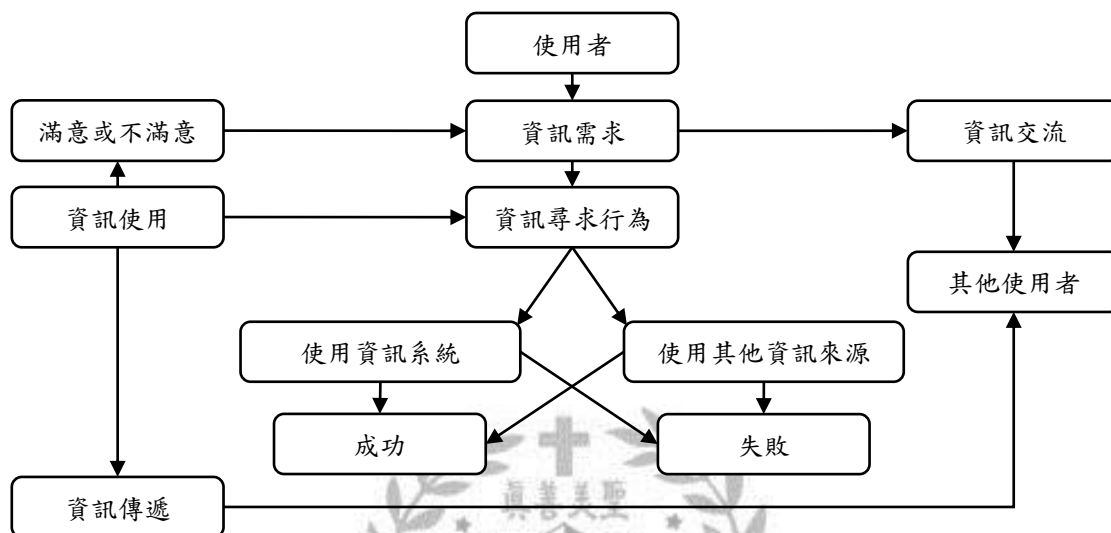 使用者
滿意或不滿意
資訊需求
資訊交流
資訊使用
資訊尋求行為
其他使用者
使用資訊系統
使用其他資訊來源
成功
失敗
資訊傳遞
真善美聖